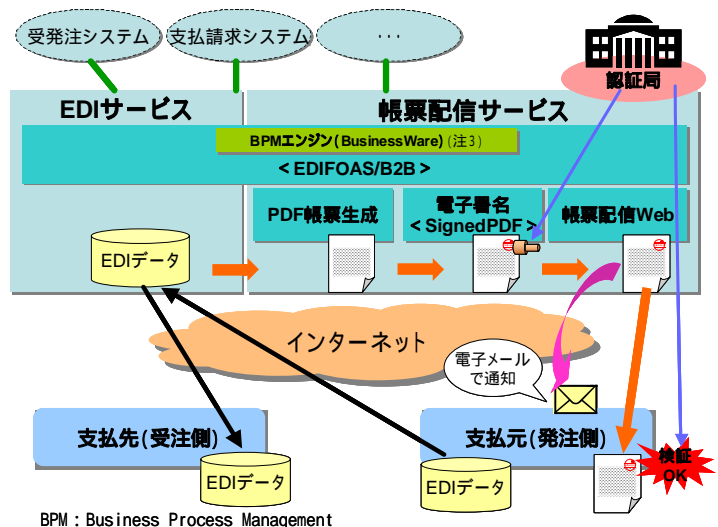 受発注システム
支払請求システム
・・・
認証局
EDIサービス
帳票配信サービス
BPMエンジン(BusinessWare)(注3)
<EDIFOAS/B2B>
PDF帳票生成
電子署名
<SignedPDF>
帳票配信Web
EDIデータ
インターネット
電子メール
で通知
支払先(受注側)
支払元(発注側)
検証
OK
EDIデータ
EDIデータ
BPM：Business Process Management